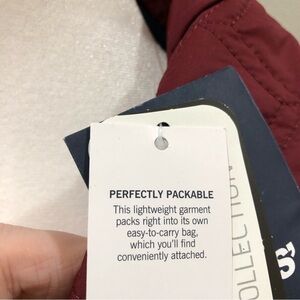 PERFECTLY PACKABLE
This lightweight garment
packs right into its own
easy-to-carry bag,
which you'll find
conveniently attached.
COLLECTION